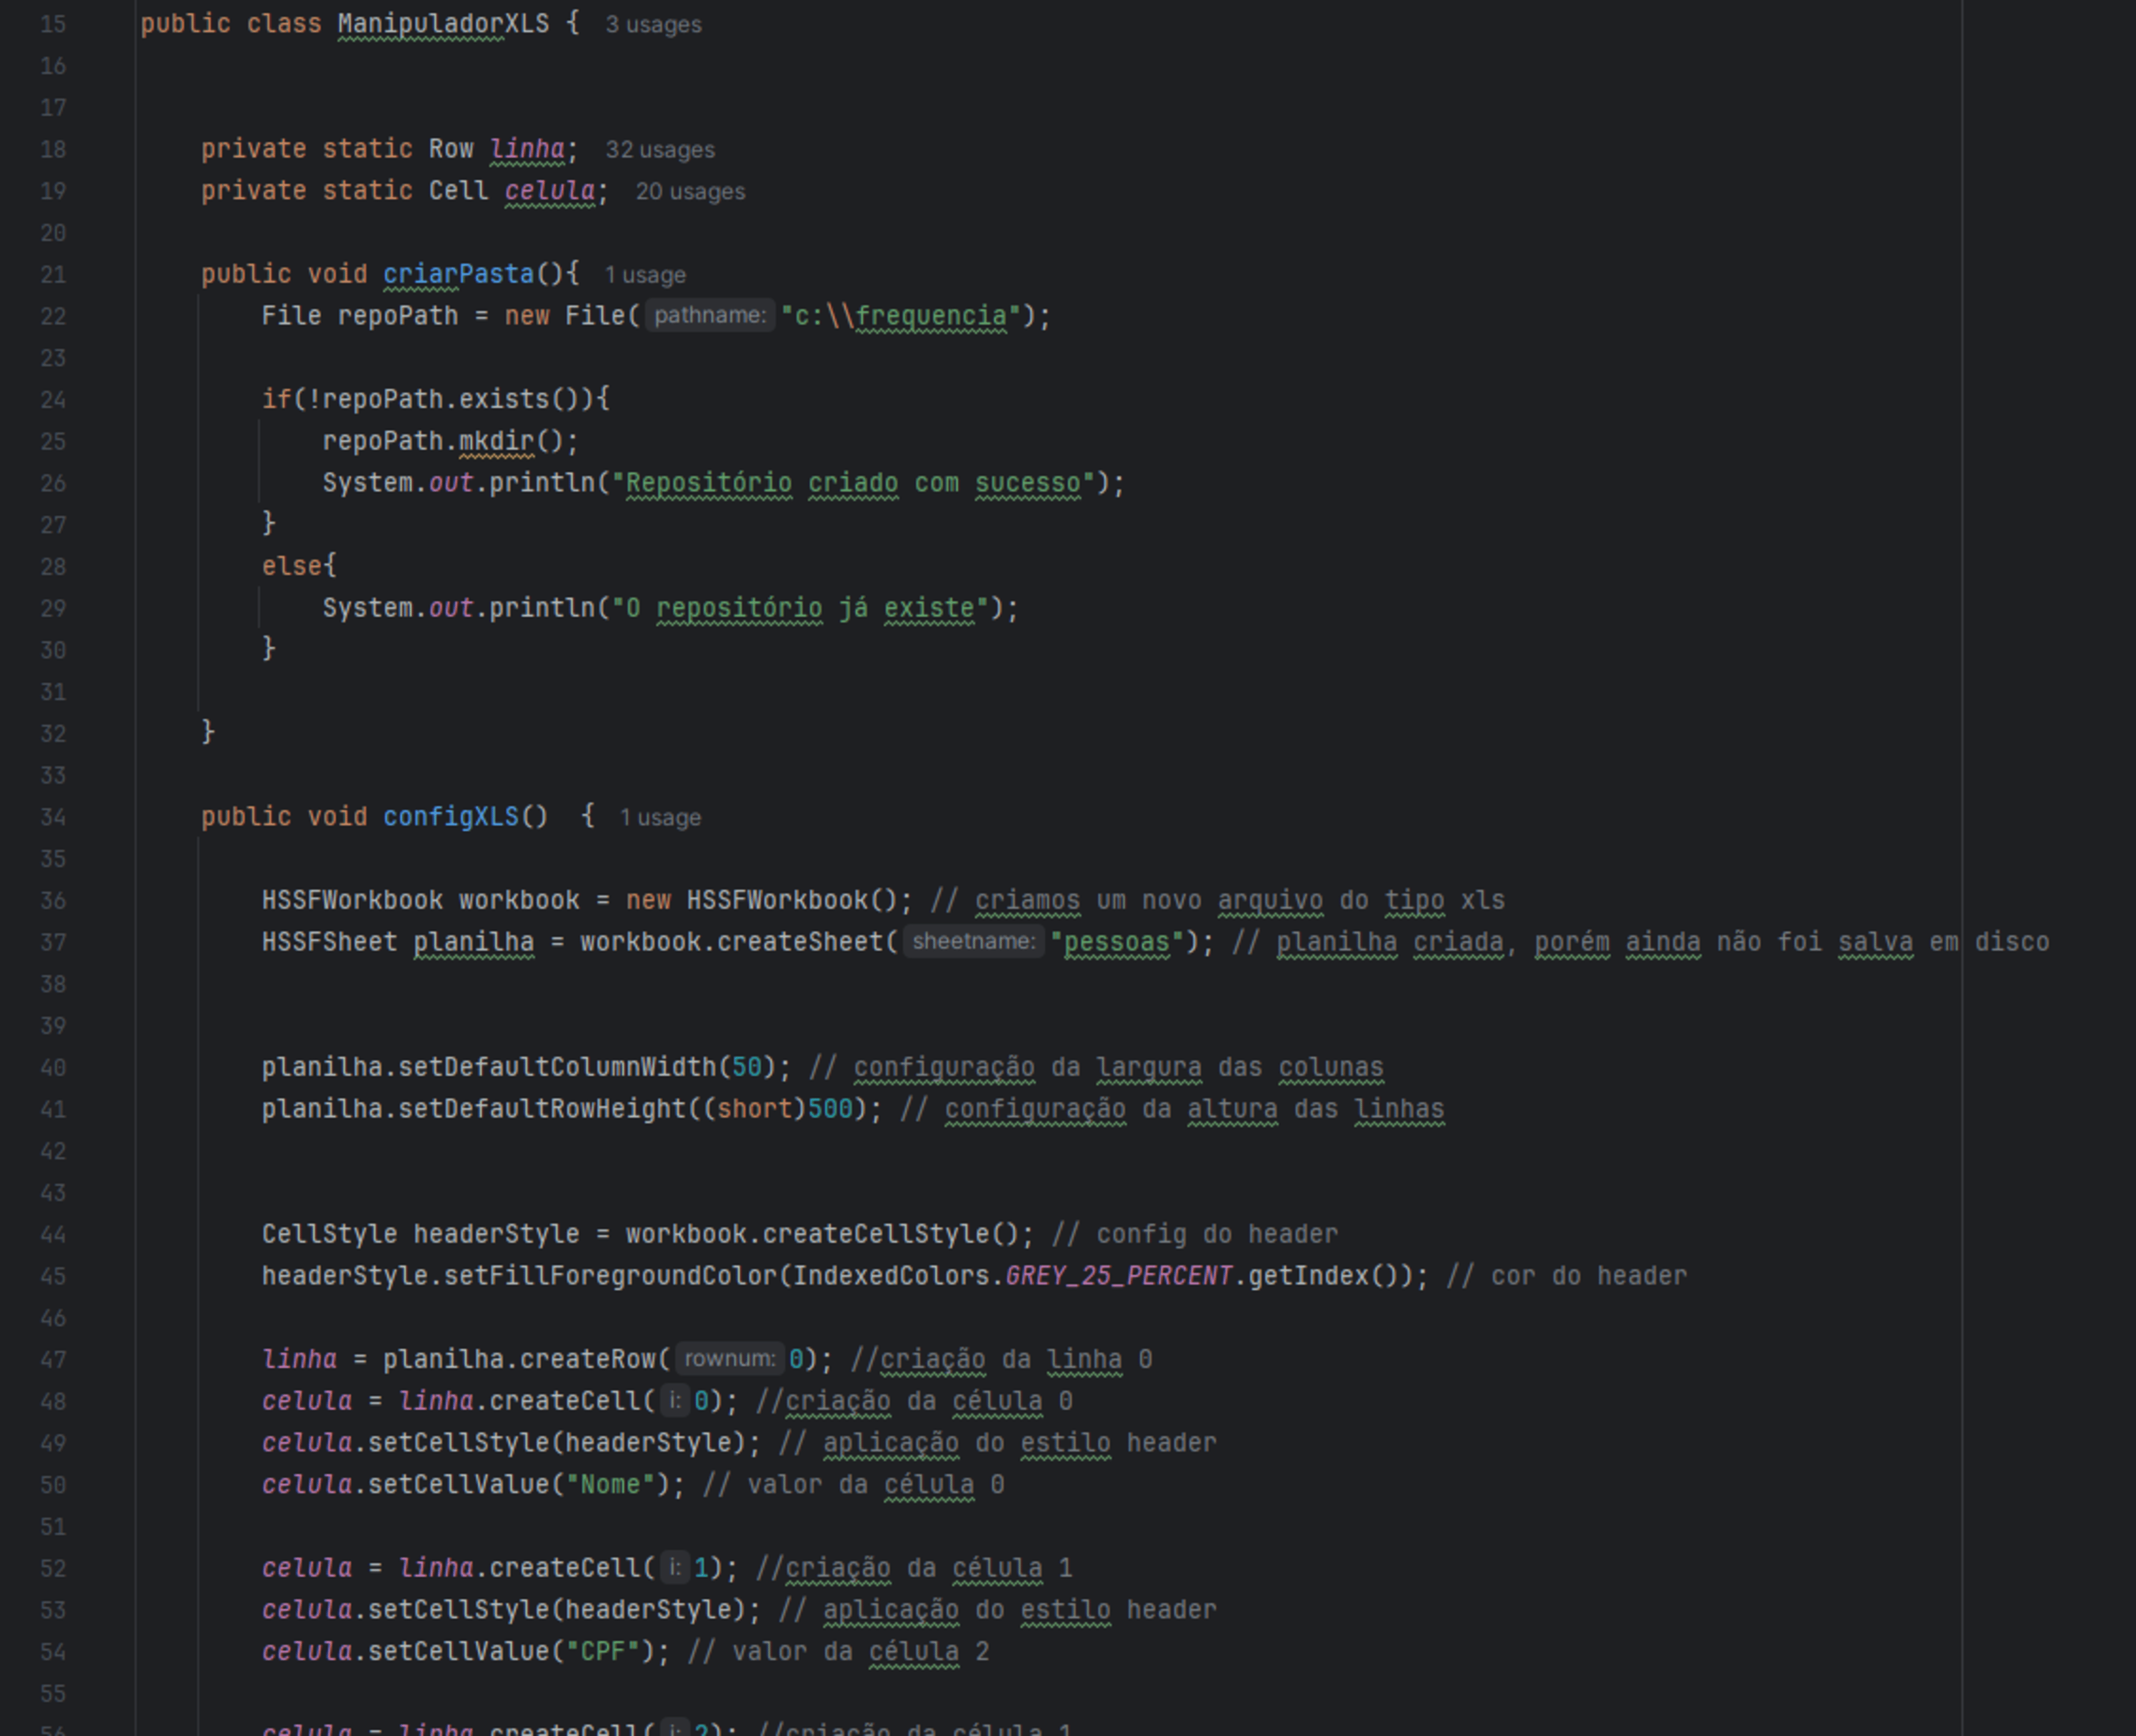 15 public class ManipuladorXLS { 3 usages
16
17
18 private static Row linha; 32 usages
19 private static Cell celula; 20 usages
20
21 public void criarPasta(){ 1 usage
22 File repoPath = new File( pathname: "c:\\frequencia");
23
24 if(!repoPath.exists()){
25 repoPath.mkdir();
26 System.out.println("Repositório criado com sucesso");
27 }
28 else{
29 System.out.println("O repositório já existe");
30 }
31
32 }
33
34 public void configXLS() { 1 usage
35
36 HSSFWorkbook workbook = new HSSFWorkbook(); // criamos um novo arquivo do tipo xls
37 HSSFSheet planilha = workbook.createSheet( sheetname: "pessoas"); // planilha criada, porém ainda não foi salva em disco
38
39
40 planilha.setDefaultColumnWidth(50); // configuração da largura das colunas
41 planilha.setDefaultRowHeight((short)500); // configuração da altura das linhas
42
43
44 CellStyle headerStyle = workbook.createCellStyle(); // config do header
45 headerStyle.setFillForegroundColor(IndexedColors.GREY_25_PERCENT.getIndex()); // cor do header
46
47 linha = planilha.createRow( rownum: 0); //criação da linha 0
48 celula = linha.createCell( i: 0); //criação da célula 0
49 celula.setCellStyle(headerStyle); // aplicação do estilo header
50 celula.setCellValue("Nome"); // valor da célula 0
51
52 celula = linha.createCell( i: 1); //criação da célula 1
53 celula.setCellStyle(headerStyle); // aplicação do estilo header
54 celula.setCellValue("CPF"); // valor da célula 2
55
56 celula = linha.createCell( i: 2); //criação da célula 1